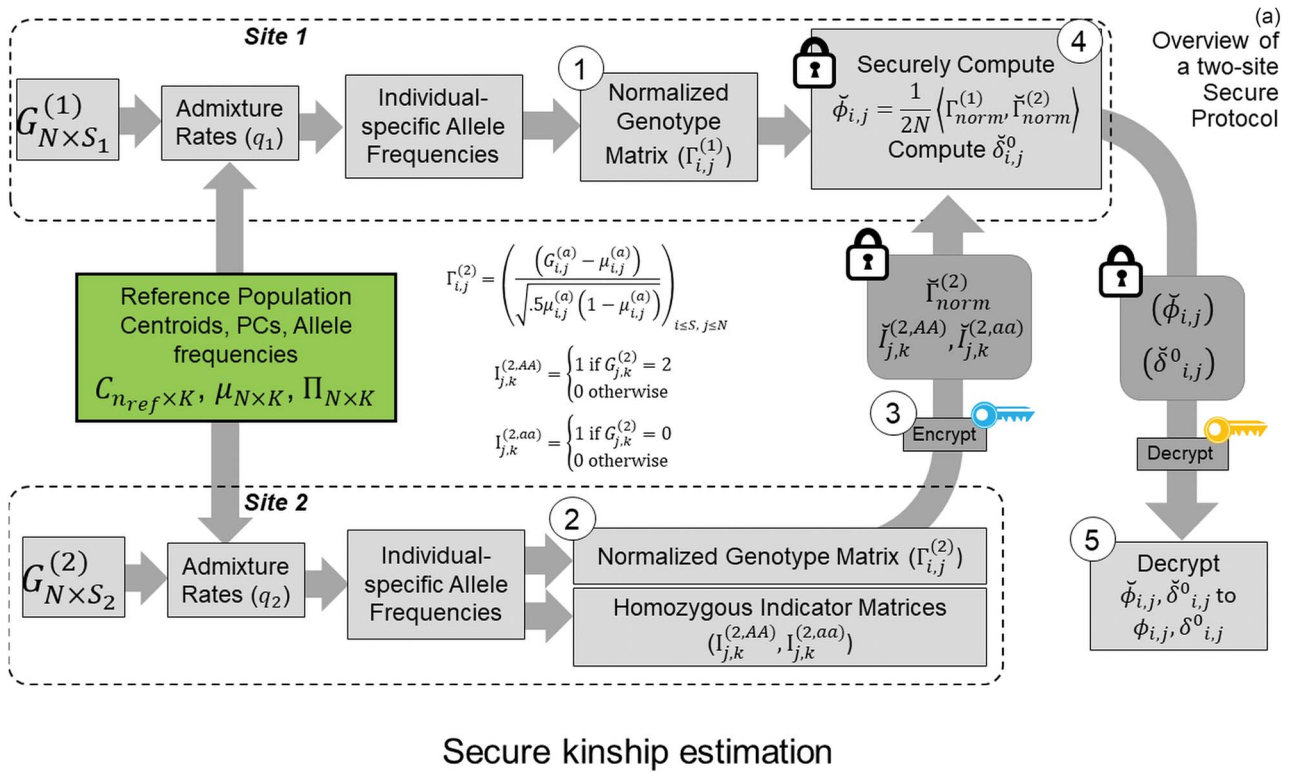 (a)
Overview of
a two-site
Secure
Protocol
Site 1
G^{(1)}_{N×S_1}
Admixture
Rates (q_1)
Individual-
specific Allele
Frequencies
1
Normalized
Genotype
Matrix (Γ^{(1)}_{i,j})
4
Securely Compute
ϕ̆_{i,j} = \frac{1}{2N} ⟨Γ^{(1)}_{norm}, Γ̆^{(2)}_{norm}⟩
Compute δ̆^0_{i,j}
Reference Population
Centroids, PCs, Allele
frequencies
C_{n_{ref}×K}, μ_{N×K}, Π_{N×K}
Γ^{(2)}_{i,j} = \left( \frac{(G^{(a)}_{i,j} − μ^{(a)}_{i,j})}{\sqrt{.5μ^{(a)}_{i,j} (1 − μ^{(a)}_{i,j})}} \right)_{i≤S, j≤N}
I^{(2,AA)}_{j,k} = { 1 if G^{(2)}_{j,k} = 2
0 otherwise
I^{(2,aa)}_{j,k} = { 1 if G^{(2)}_{j,k} = 0
0 otherwise
Γ̆^{(2)}_{norm}
Ĭ^{(2,AA)}_{j,k}, Ĭ^{(2,aa)}_{j,k}
3
Encrypt
(ϕ̆_{i,j})
(δ̆^0_{i,j})
Decrypt
Site 2
G^{(2)}_{N×S_2}
Admixture
Rates (q_2)
Individual-
specific Allele
Frequencies
2
Normalized Genotype Matrix (Γ^{(2)}_{i,j})
Homozygous Indicator Matrices
(I^{(2,AA)}_{j,k}, I^{(2,aa)}_{j,k})
5
Decrypt
ϕ̆_{i,j}, δ̆^0_{i,j} to
ϕ_{i,j}, δ^0_{i,j}
Secure kinship estimation